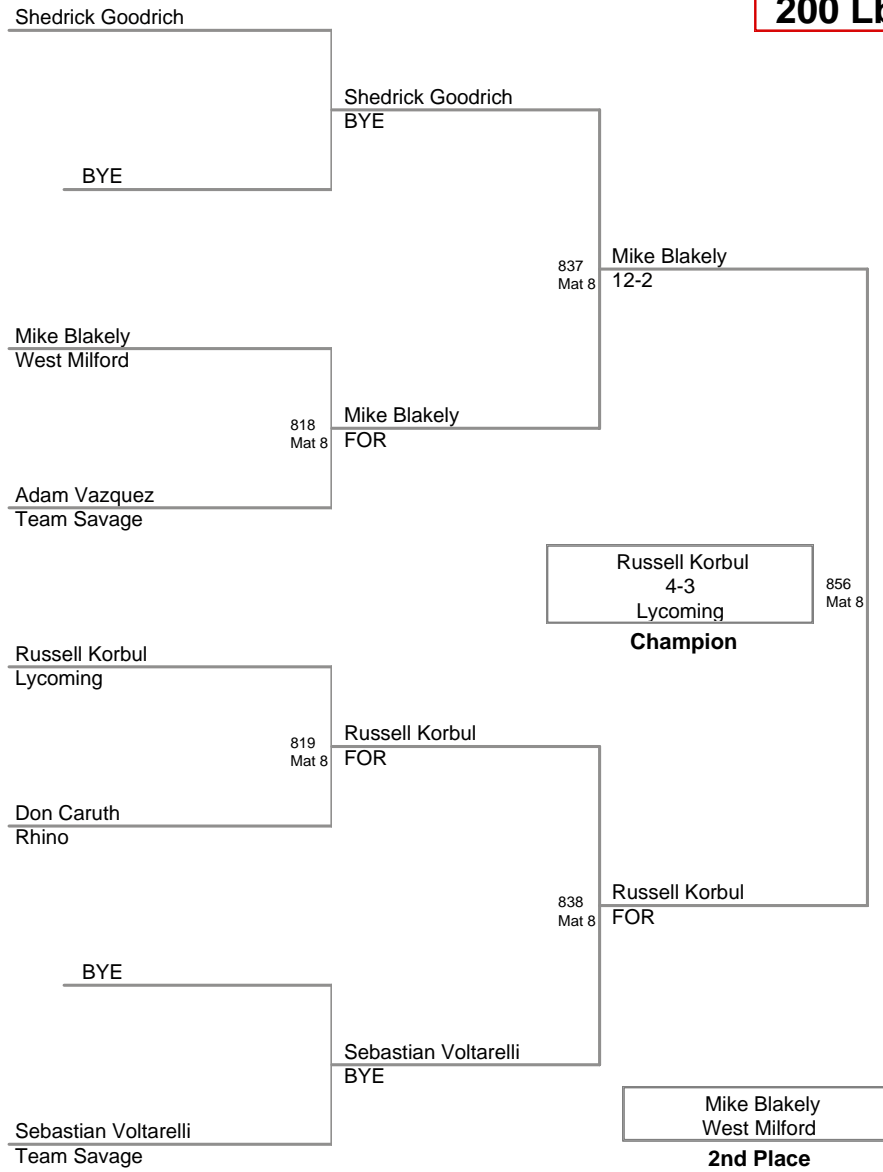 200 Lb
Shedrick Goodrich
Shedrick Goodrich
BYE
BYE
837
Mat 8
Mike Blakely
12-2
Mike Blakely
West Milford
818
Mat 8
Mike Blakely
FOR
Adam Vazquez
Team Savage
Russell Korbul
4-3
Lycoming
Champion
856
Mat 8
Russell Korbul
Lycoming
819
Mat 8
Russell Korbul
FOR
Don Caruth
Rhino
838
Mat 8
Russell Korbul
FOR
BYE
Sebastian Voltarelli
BYE
Sebastian Voltarelli
Team Savage
Mike Blakely
West Milford
2nd Place